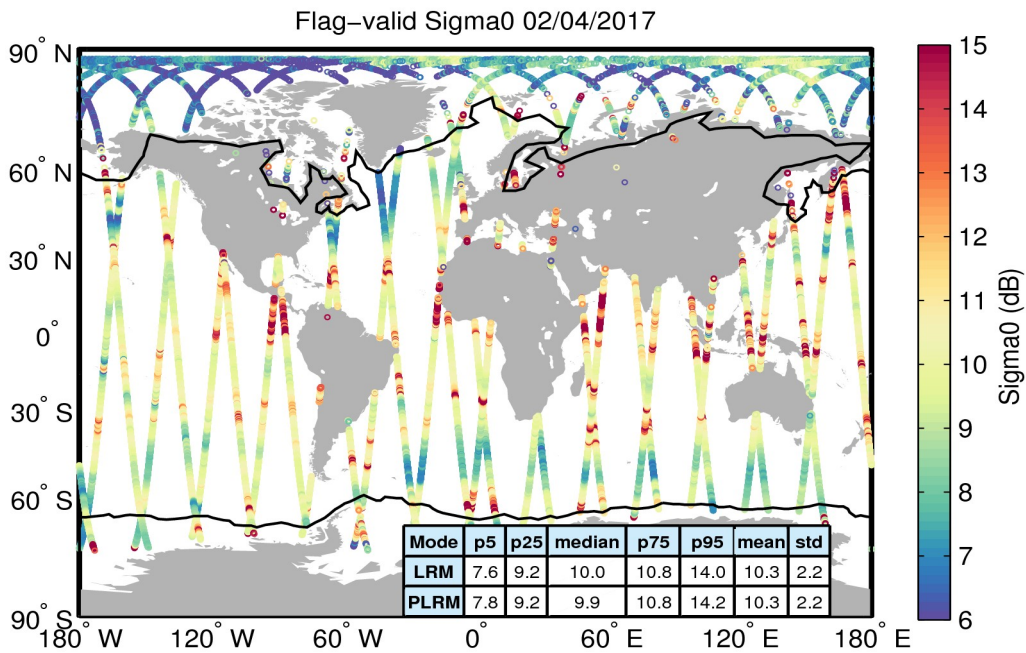 Flag−valid Sigma0 02/04/2017
90° N
60° N
30° N
0°
30° S
60° S
90° S
180° W
120° W
60° W
0°
60° E
120° E
180° E
Mode p5 p25 median p75 p95 mean std
LRM 7.6 9.2 10.0 10.8 14.0 10.3 2.2
PLRM 7.8 9.2 9.9 10.8 14.2 10.3 2.2
15
14
13
12
11
10
9
8
7
6
Sigma0 (dB)